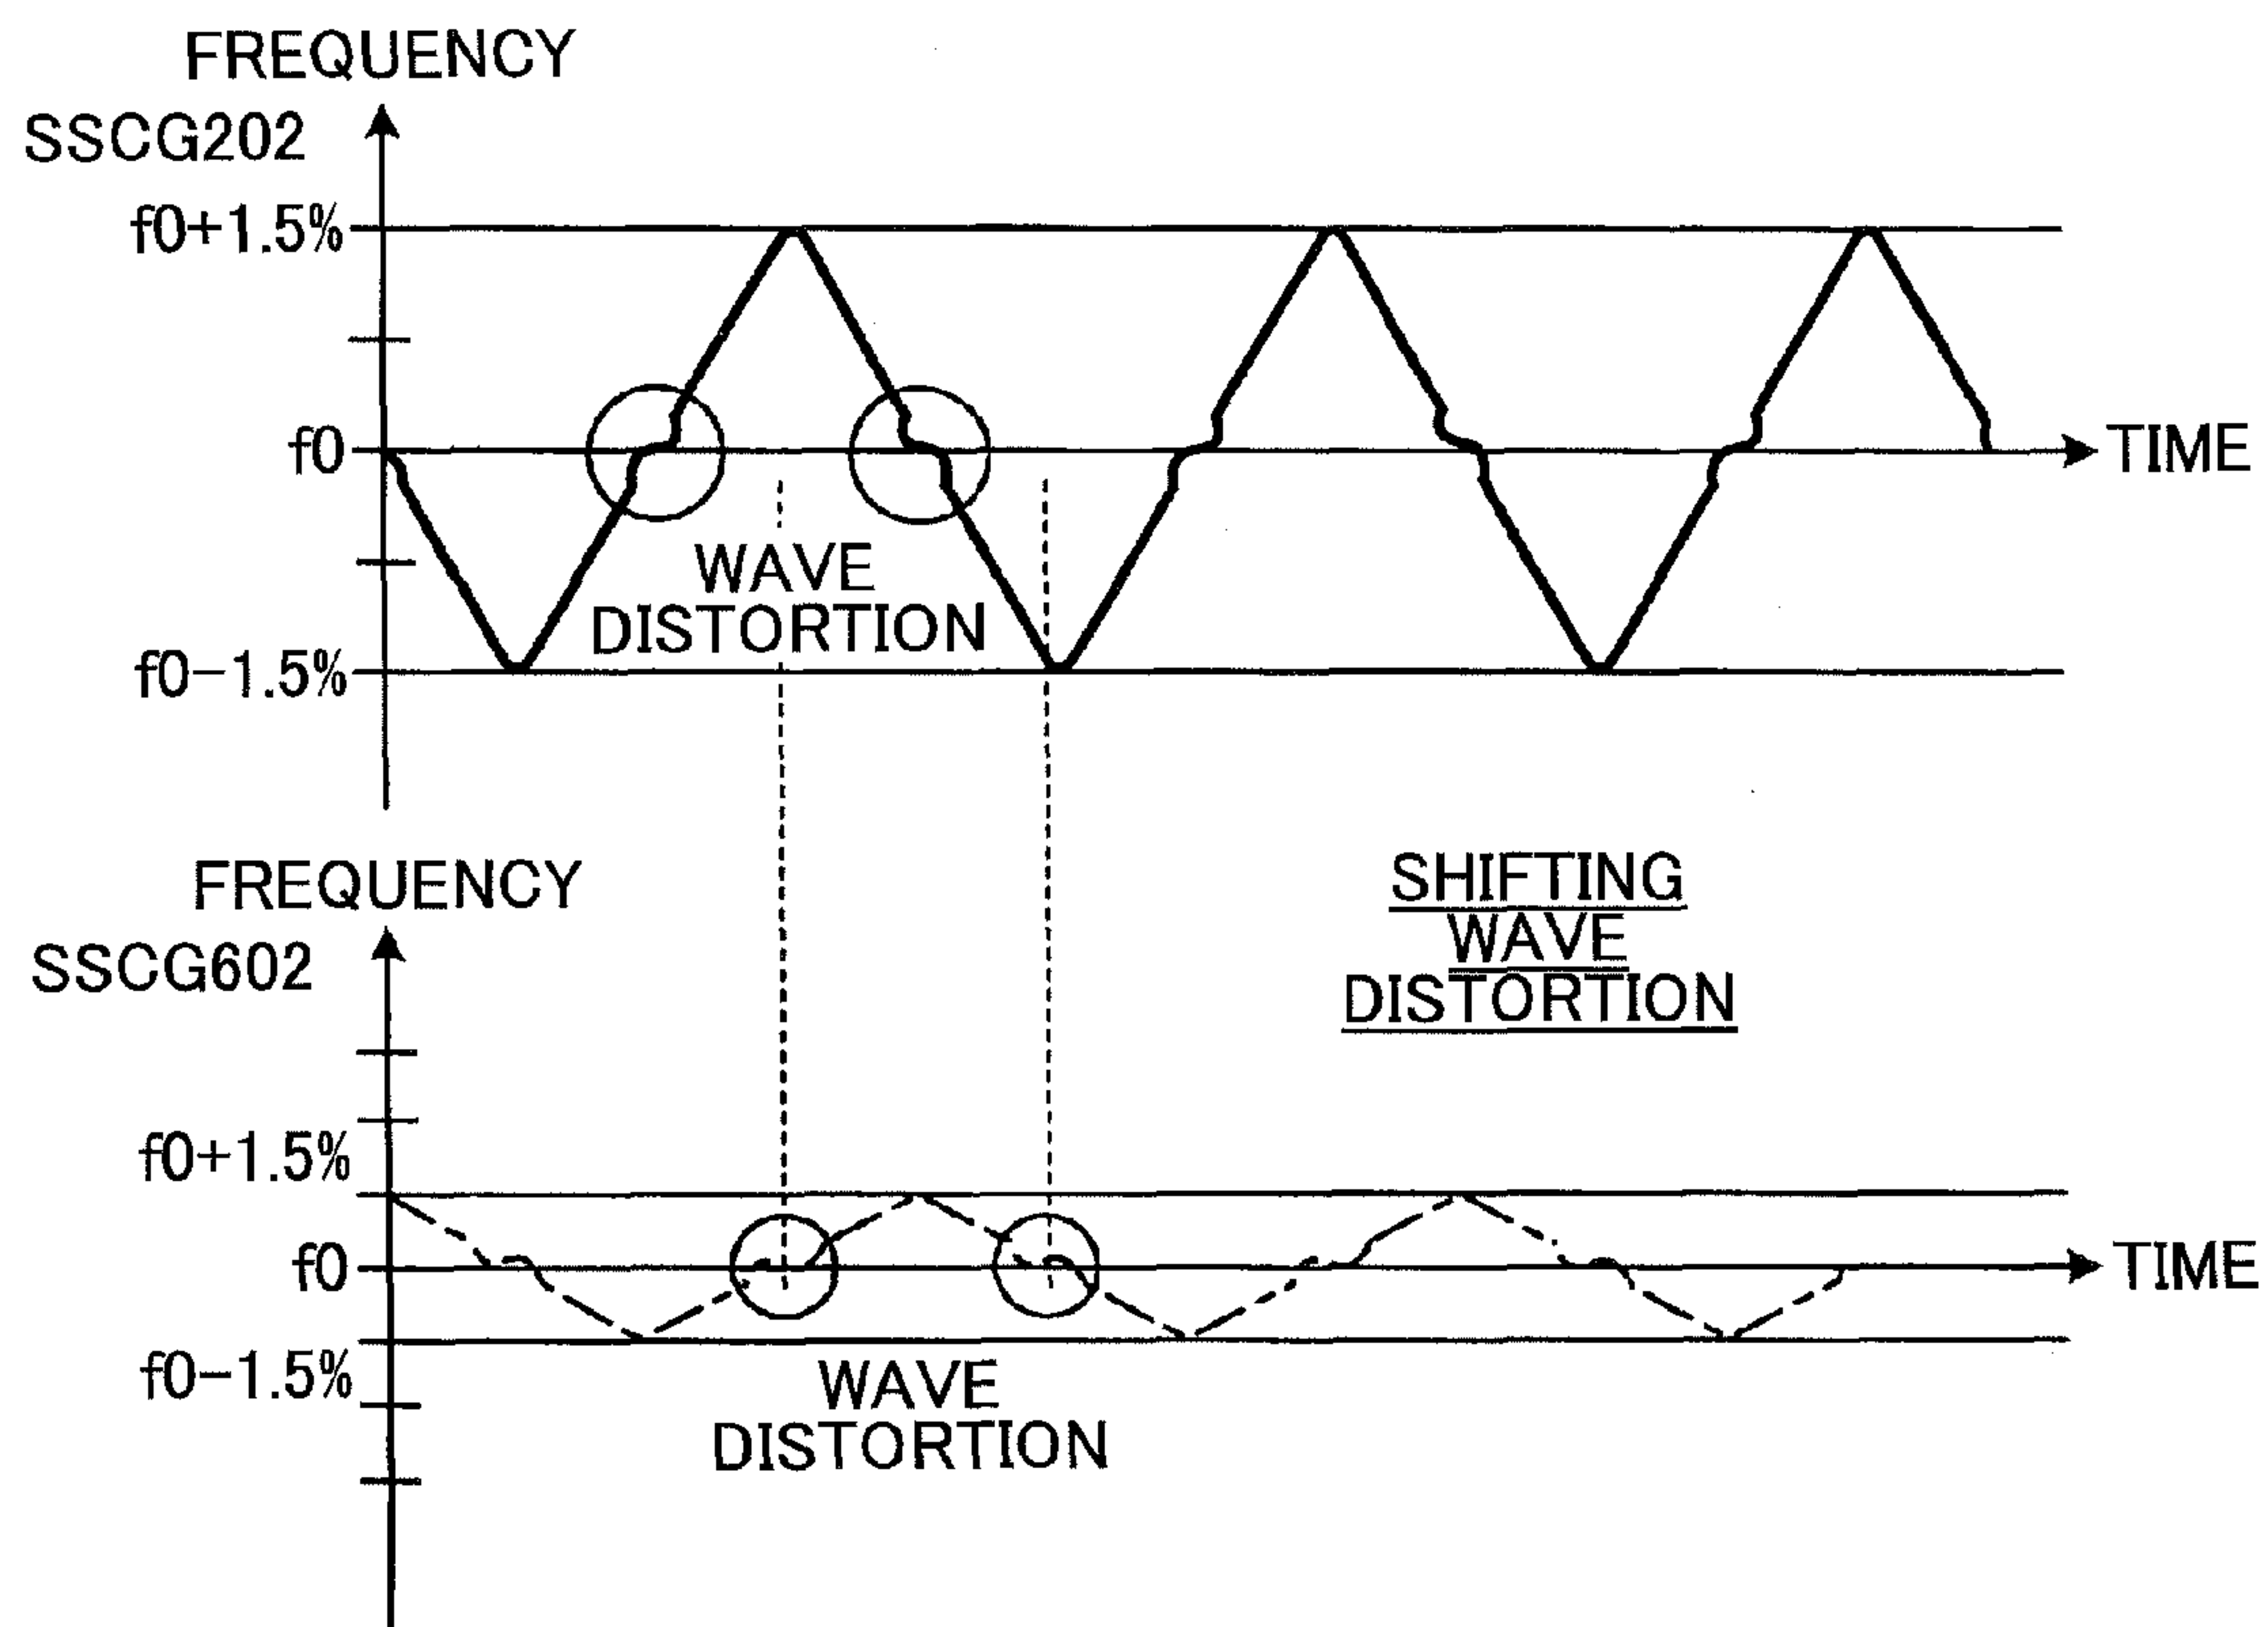 FREQUENCY
SSCG202
f0+1.5%
f0
TIME
WAVE
DISTORTION
f0−1.5%
FREQUENCY
SSCG602
SHIFTING
WAVE
DISTORTION
f0+1.5%
f0
TIME
f0−1.5%
WAVE
DISTORTION